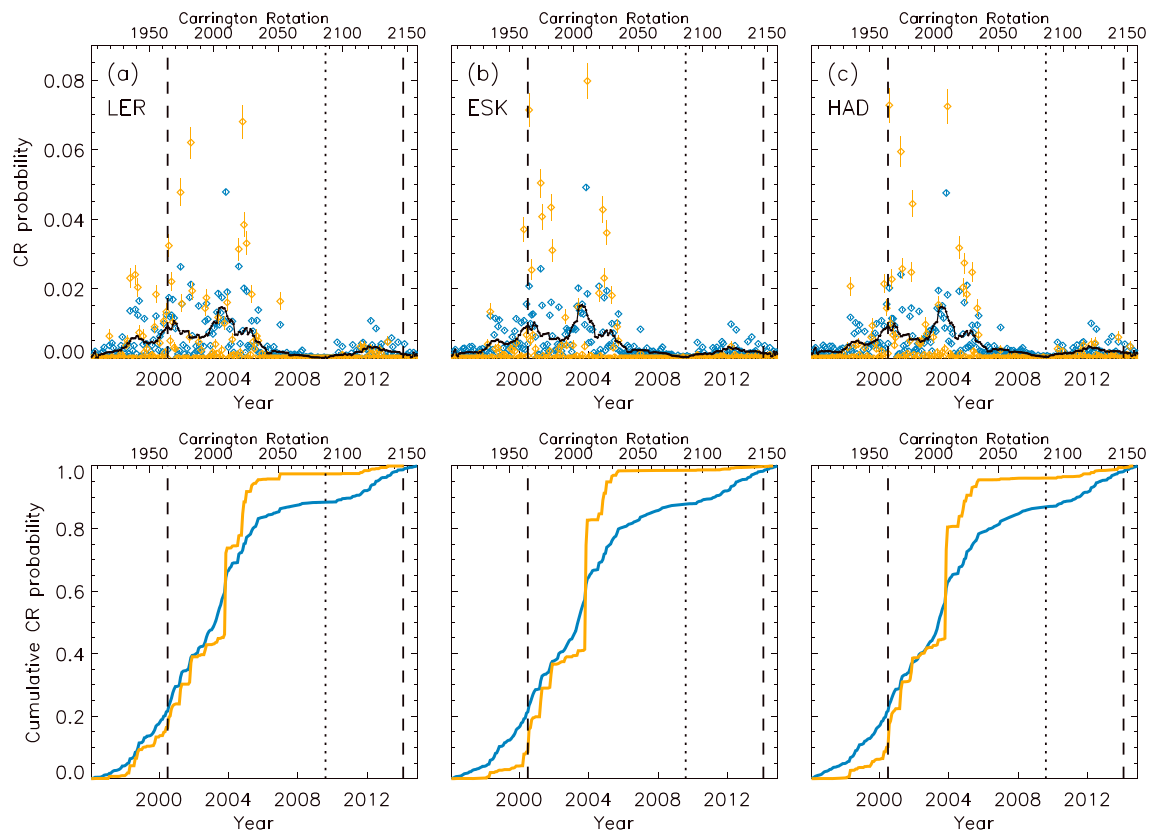 Carrington Rotation Carrington Rotation Carrington Rotation
1950 2000 2050 2100 2150 1950 2000 2050 2100 2150 1950 2000 2050 2100 2150
(a) (b) (c)
LER ESK HAD
0.08
0.06
0.04
0.02
0.00
CR probability
2000 2004 2008 2012 2000 2004 2008 2012 2000 2004 2008 2012
Year Year Year
Carrington Rotation Carrington Rotation Carrington Rotation
1950 2000 2050 2100 2150 1950 2000 2050 2100 2150 1950 2000 2050 2100 2150
1.0
0.8
0.6
0.4
0.2
0.0
Cumulative CR probability
2000 2004 2008 2012 2000 2004 2008 2012 2000 2004 2008 2012
Year Year Year